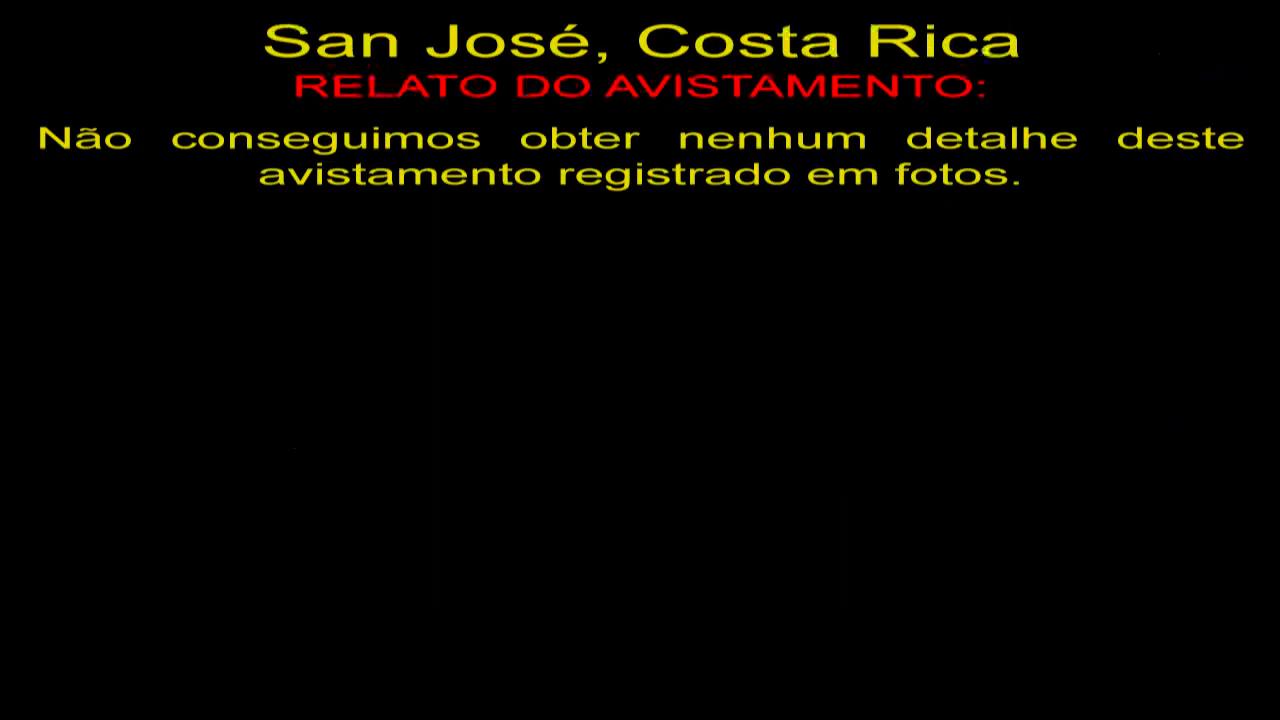 San José, Costa Rica
RELATO DO AVISTAMENTO:
Não conseguimos obter nenhum detalhe deste
avistamento registrado em fotos.